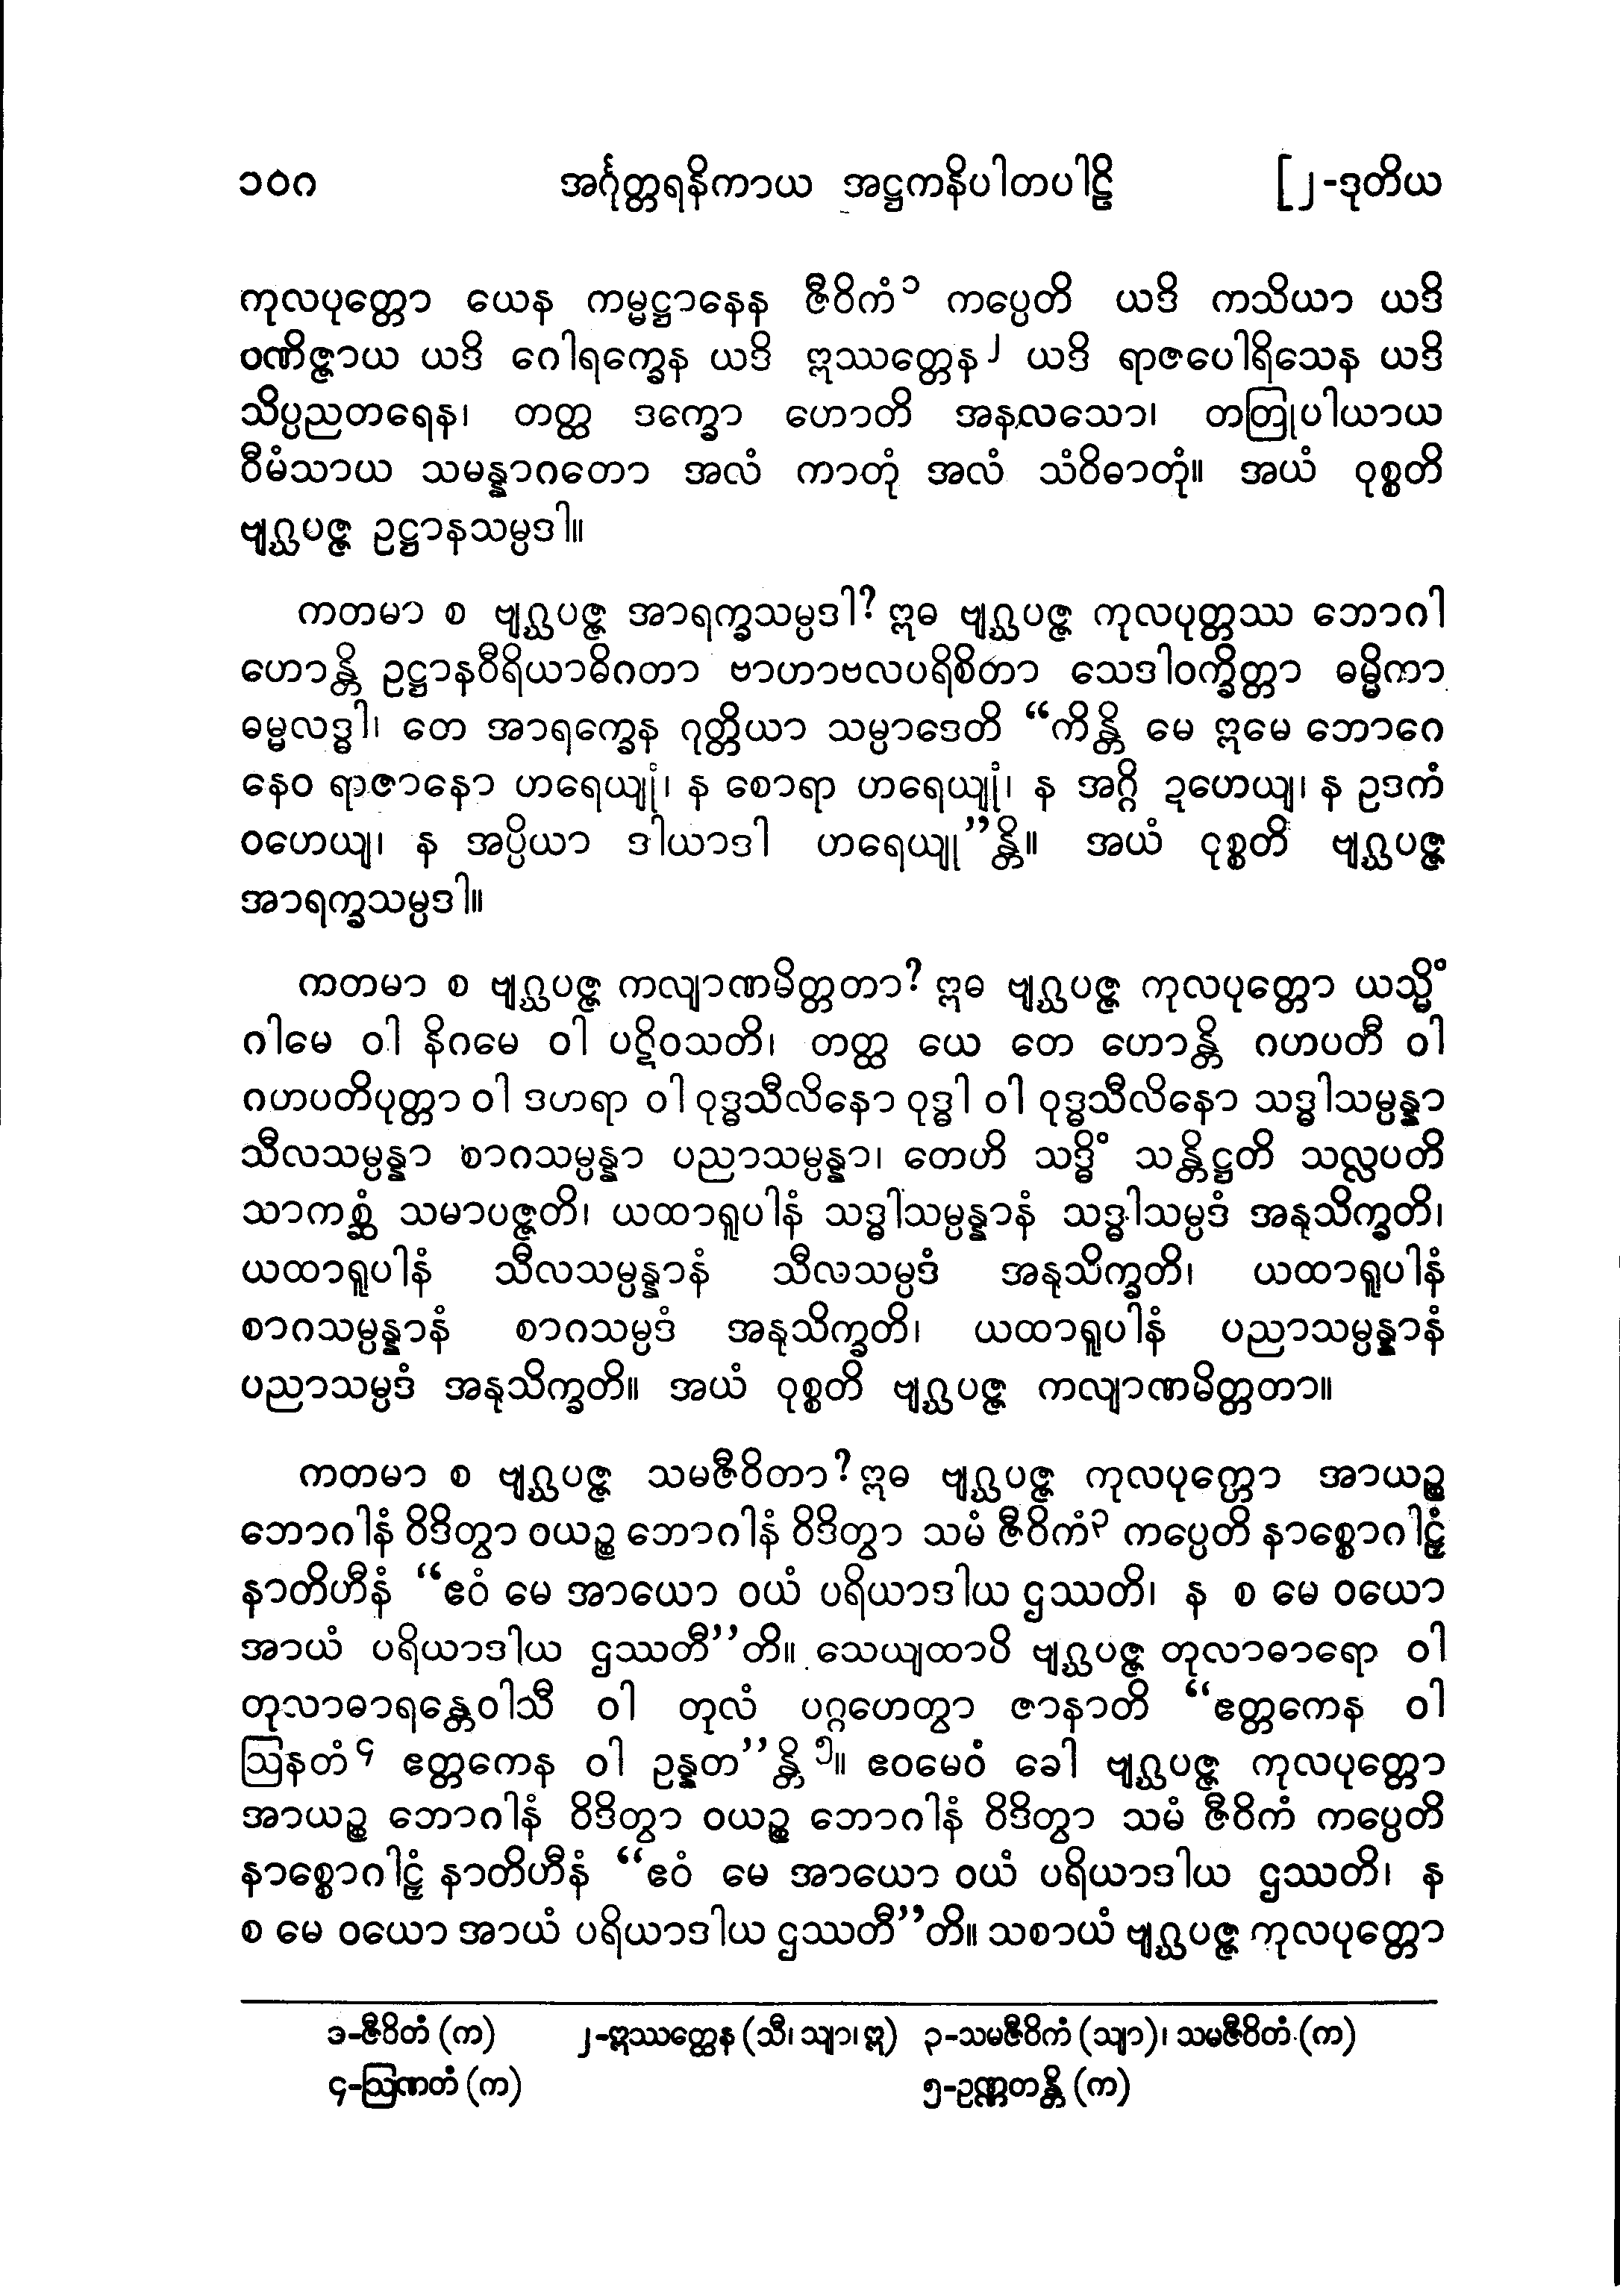 ၁၀၈ အင်္ဂုတ္တရနိကာယ အဋ္ဌကနိပါတပါဠိ [၂-ဒုတိယ
ကုလပုတ္တော ယေန ကမ္မဋ္ဌာနေန ဇီဝိကံ၁ ကပ္ပေတိ ယဒိ ကသိယာ ယဒိ
ဝဏိဇ္ဇာယ ယဒိ ဂေါရက္ခေန ယဒိ ဣဿတ္တေန၂ ယဒိ ရာဇပေါရိသေန ယဒိ
သိပ္ပညတရေန၊ တတ္ထ ဒက္ခော ဟောတိ အနလသော၊ တတြုပါယာယ
ဝီမံသာယ သမန္နာဂတော အလံ ကာတုံ အလံ သံဝိဓာတုံ။ အယံ ဝုစ္စတိ
ဗျဂ္ဃပဇ္ဇ ဥဋ္ဌာနသမ္ပဒါ။
ကတမာ စ ဗျဂ္ဃပဇ္ဇ အာရက္ခသမ္ပဒါ? ဣဓ ဗျဂ္ဃပဇ္ဇ ကုလပုတ္တဿ ဘောဂါ
ဟောန္တိ ဥဋ္ဌာနဝီရိယာဓိဂတာ ဗာဟာဗလပရိစိတာ သေဒါဝက္ခိတ္တာ ဓမ္မိကာ
ဓမ္မလဒ္ဓါ၊ တေ အာရက္ခေန ဂုတ္တိယာ သမ္ပာဒေတိ “ကိန္တိ မေ ဣမေ ဘောဂေ
နေဝ ရာဇာနော ဟရေယျုံ၊ န စောရာ ဟရေယျုံ၊ န အဂ္ဂိ ဍဟေယျ၊ န ဥဒကံ
ဝဟေယျ၊ န အပ္ပိယာ ဒါယာဒါ ဟရေယျု”န္တိ။ အယံ ဝုစ္စတိ ဗျဂ္ဃပဇ္ဇ
အာရက္ခသမ္ပဒါ။
ကတမာ စ ဗျဂ္ဃပဇ္ဇ ကလျာဏမိတ္တတာ? ဣဓ ဗျဂ္ဃပဇ္ဇ ကုလပုတ္တော ယသ္မိံ
ဂါမေ ဝါ နိဂမေ ဝါ ပဋိဝသတိ၊ တတ္ထ ယေ တေ ဟောန္တိ ဂဟပတီ ဝါ
ဂဟပတိပုတ္တာ ဝါ ဒဟရာ ဝါ ဝုဒ္ဓသီလိနော ဝုဒ္ဓါ ဝါ ဝုဒ္ဓသီလိနော သဒ္ဓါသမ္ပန္နာ
သီလသမ္ပန္နာ စာဂသမ္ပန္နာ ပညာသမ္ပန္နာ၊ တေဟိ သဒ္ဓိံ သန္တိဋ္ဌတိ သလ္လပတိ
သာကစ္ဆံ သမာပဇ္ဇတိ၊ ယထာရူပါနံ သဒ္ဓါသမ္ပန္နာနံ သဒ္ဓါသမ္ပဒံ အနုသိက္ခတိ၊
ယထာရူပါနံ သီလသမ္ပန္နာနံ သီလသမ္ပဒံ အနုသိက္ခတိ၊ ယထာရူပါနံ
စာဂသမ္ပန္နာနံ စာဂသမ္ပဒံ အနုသိက္ခတိ၊ ယထာရူပါနံ ပညာသမ္ပန္နာနံ
ပညာသမ္ပဒံ အနုသိက္ခတိ။ အယံ ဝုစ္စတိ ဗျဂ္ဃပဇ္ဇ ကလျာဏမိတ္တတာ။
ကတမာ စ ဗျဂ္ဃပဇ္ဇ သမဇီဝိတာ? ဣဓ ဗျဂ္ဃပဇ္ဇ ကုလပုတ္တော အာယဉ္စ
ဘောဂါနံ ဝိဒိတွာ ဝယဉ္စ ဘောဂါနံ ဝိဒိတွာ သမံ ဇီဝိကံ၃ ကပ္ပေတိ နာစ္စောဂါဠှံ
နာတိဟီနံ “ဧဝံ မေ အာယော ဝယံ ပရိယာဒါယ ဌဿတိ၊ န စ မေ ဝယော
အာယံ ပရိယာဒါယ ဌဿတီ”တိ။ သေယျထာပိ ဗျဂ္ဃပဇ္ဇ တုလာဓာရော ဝါ
တုလာဓာရန္တေဝါသီ ဝါ တုလံ ပဂ္ဂဟေတွာ ဇာနာတိ “ဧတ္တကေန ဝါ
ဩနတံ၄ ဧတ္တကေန ဝါ ဥန္နတ”န္တိ၅။ ဧဝမေဝံ ခေါ ဗျဂ္ဃပဇ္ဇ ကုလပုတ္တော
အာယဉ္စ ဘောဂါနံ ဝိဒိတွာ ဝယဉ္စ ဘောဂါနံ ဝိဒိတွာ သမံ ဇီဝိကံ ကပ္ပေတိ
နာစ္စောဂါဠှံ နာတိဟီနံ “ဧဝံ မေ အာယော ဝယံ ပရိယာဒါယ ဌဿတိ၊ န
စ မေ ဝယော အာယံ ပရိယာဒါယ ဌဿတီ”တိ။ သစာယံ ဗျဂ္ဃပဇ္ဇ ကုလပုတ္တော
၁-ဇီဝိတံ (က) ၂-ဣဿတ္ထေန (သီ၊ သျာ၊ ဣ) ၃-သမဇီဝိကံ (သျာ)၊ သမဇီဝိတံ (က)
၄-ဩဏတံ (က) ၅-ဥဏ္ဏတန္တိ (က)